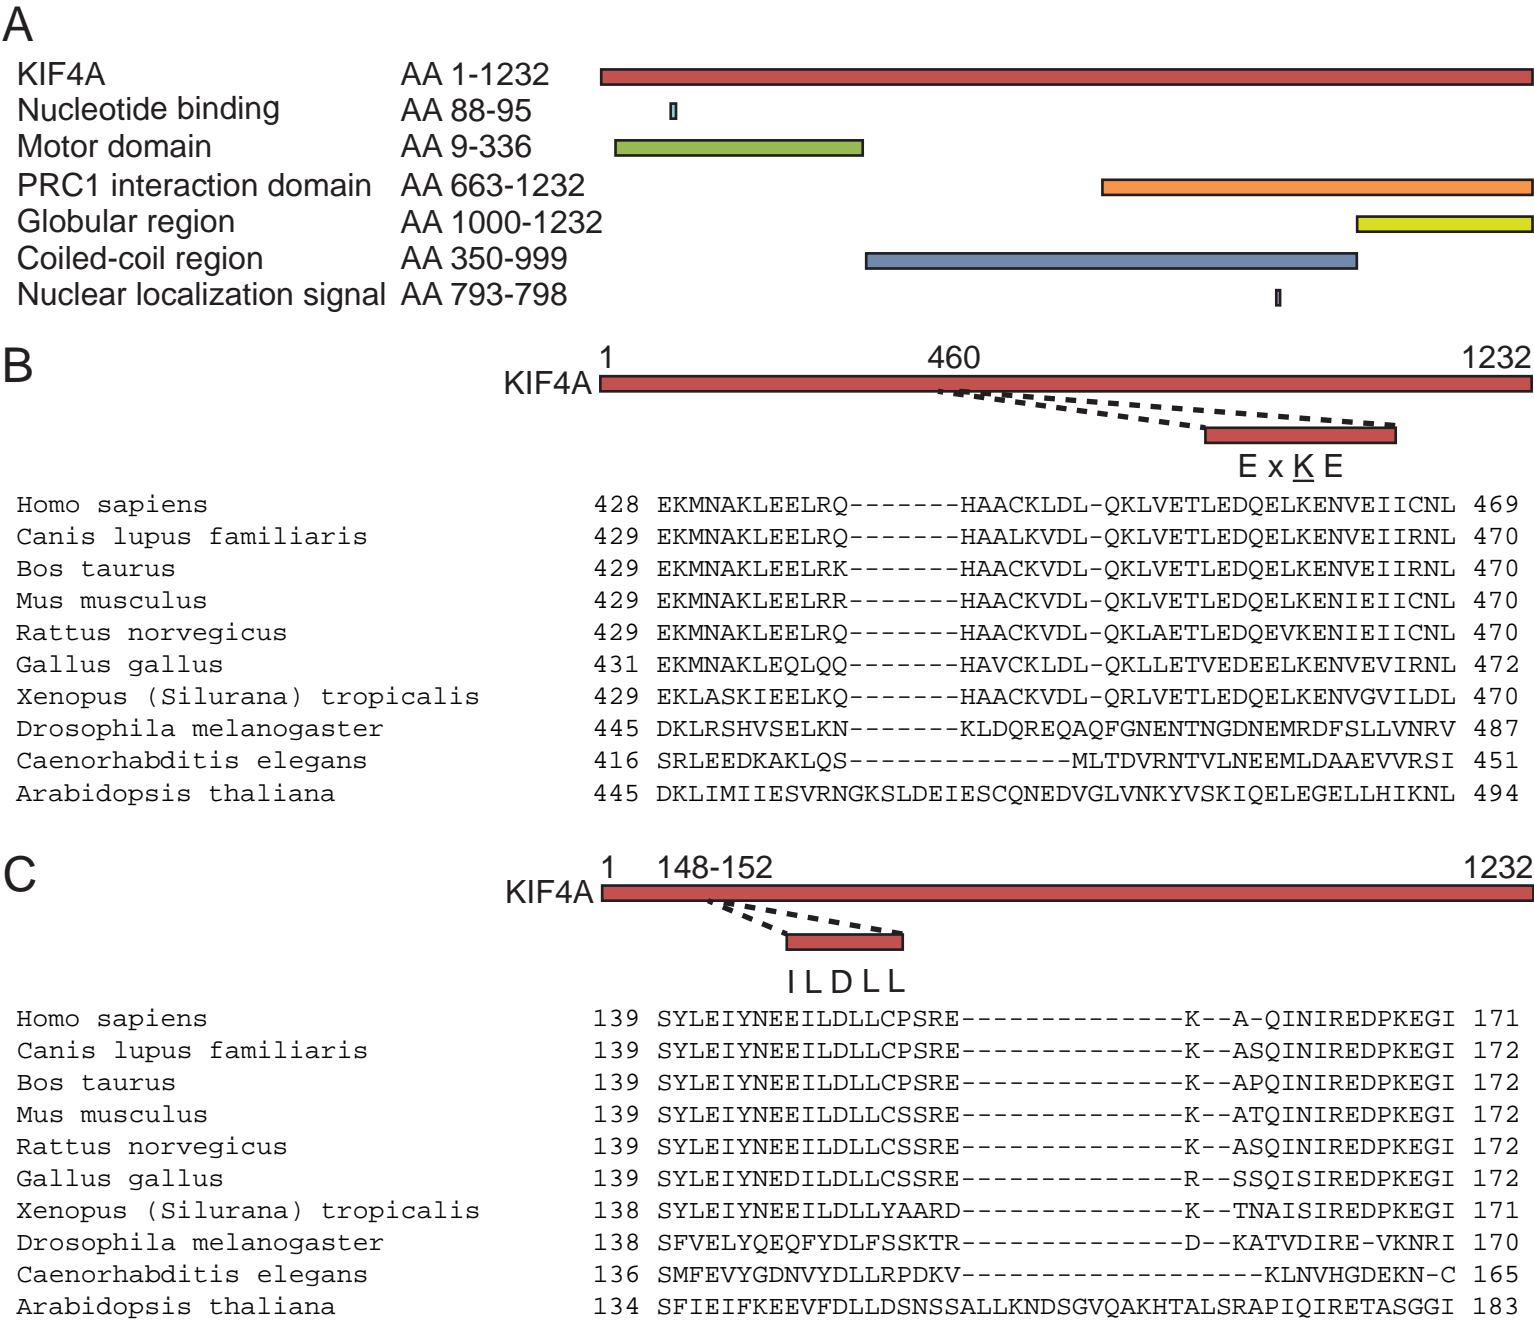 A
KIF4A AA 1-1232
Nucleotide binding AA 88-95
Motor domain AA 9-336
PRC1 interaction domain AA 663-1232
Globular region AA 1000-1232
Coiled-coil region AA 350-999
Nuclear localization signal AA 793-798
B
1 460 1232
KIF4A
E x K E
Homo sapiens 428 EKMNAKLEELRQ-------HAACKLDL-QKLVETLEDQELKENVEIICNL 469
Canis lupus familiaris 429 EKMNAKLEELRQ-------HAALKVDL-QKLVETLEDQELKENVEIIRNL 470
Bos taurus 429 EKMNAKLEELRK-------HAACKVDL-QKLVETLEDQELKENVEIIRNL 470
Mus musculus 429 EKMNAKLEELRR-------HAACKVDL-QKLVETLEDQELKENIEIICNL 470
Rattus norvegicus 429 EKMNAKLEELRQ-------HAACKVDL-QKLAETLEDQEVKENIEIICNL 470
Gallus gallus 431 EKMNAKLEQLQQ-------HAVCKLDL-QKLLETVEDEELKENVEVIRNL 472
Xenopus (Silurana) tropicalis 429 EKLASKIEELKQ-------HAACKVDL-QRLVETLEDQELKENVGVILDL 470
Drosophila melanogaster 445 DKLRSHVSELKN-------KLDQREQAQFGNENTNGDNEMRDFSLLVNRV 487
Caenorhabditis elegans 416 SRLEEDKAKLQS--------------MLTDVRNTVLNEEMLDAAEVVRSI 451
Arabidopsis thaliana 445 DKLIMIIESVRNGKSLDEIESCQNEDVGLVNKYVSKIQELEGELLHIKNL 494
C
1 148-152 1232
KIF4A
I L D L L
Homo sapiens 139 SYLEIYNEEILDLLCPSRE--------------K--A-QINIREDPKEGI 171
Canis lupus familiaris 139 SYLEIYNEEILDLLCPSRE--------------K--ASQINIREDPKEGI 172
Bos taurus 139 SYLEIYNEEILDLLCPSRE--------------K--APQINIREDPKEGI 172
Mus musculus 139 SYLEIYNEEILDLLCSSRE--------------K--ATQINIREDPKEGI 172
Rattus norvegicus 139 SYLEIYNEEILDLLCSSRE--------------K--ASQINIREDPKEGI 172
Gallus gallus 139 SYLEIYNEDILDLLCSSRE--------------R--SSQISIREDPKEGI 172
Xenopus (Silurana) tropicalis 138 SYLEIYNEEILDLLYAARD--------------K--TNAISIREDPKEGI 171
Drosophila melanogaster 138 SFVELYQEQFYDLFSSKTR--------------D--KATVDIRE-VKNRI 170
Caenorhabditis elegans 136 SMFEVYGDNVYDLLRPDKV-------------------KLNVHGDEKN-C 165
Arabidopsis thaliana 134 SFIEIFKEEVFDLLDSNSSALLKNDSGVQAKHTALSRAPIQIRETASGGI 183